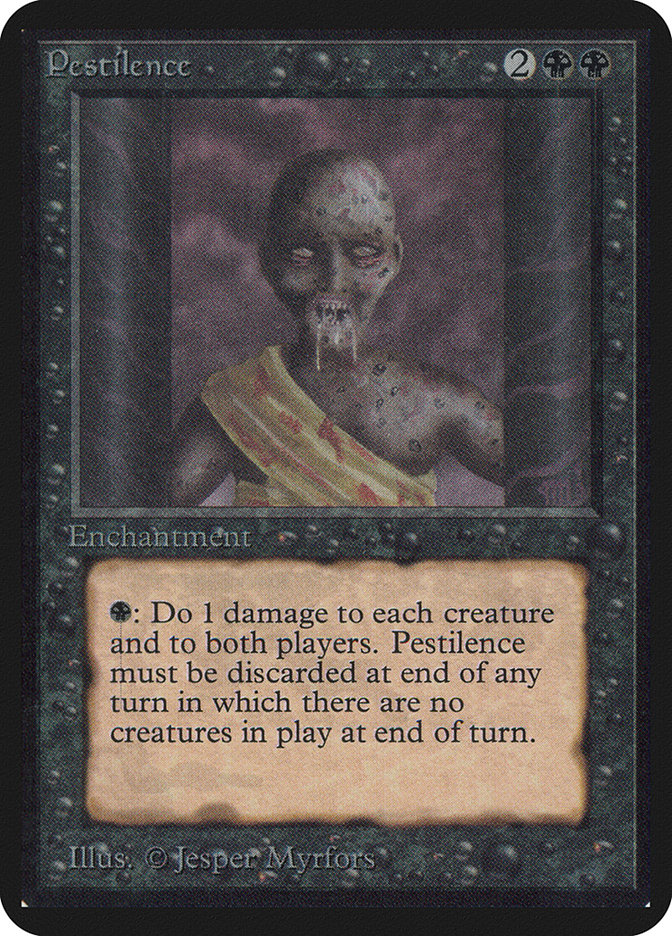 Pestilence 2
Enchantment
: Do 1 damage to each creature
and to both players. Pestilence
must be discarded at end of any
turn in which there are no
creatures in play at end of turn.
Illus. © Jesper Myrfors